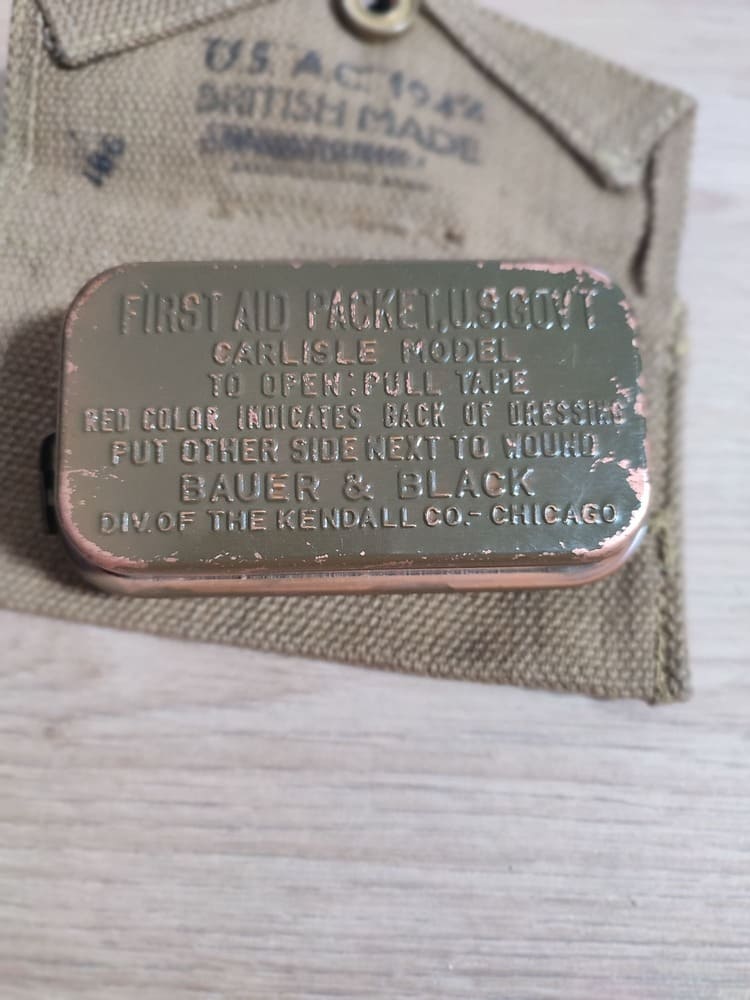 U.S. A.C. 1942
BRITISH MADE
FIRST AID PACKET, U.S. GOV'T
CARLISLE MODEL
TO OPEN: PULL TAPE
RED COLOR INDICATES BACK OF DRESSING
PUT OTHER SIDE NEXT TO WOUND
BAUER & BLACK
DIV. OF THE KENDALL CO.- CHICAGO